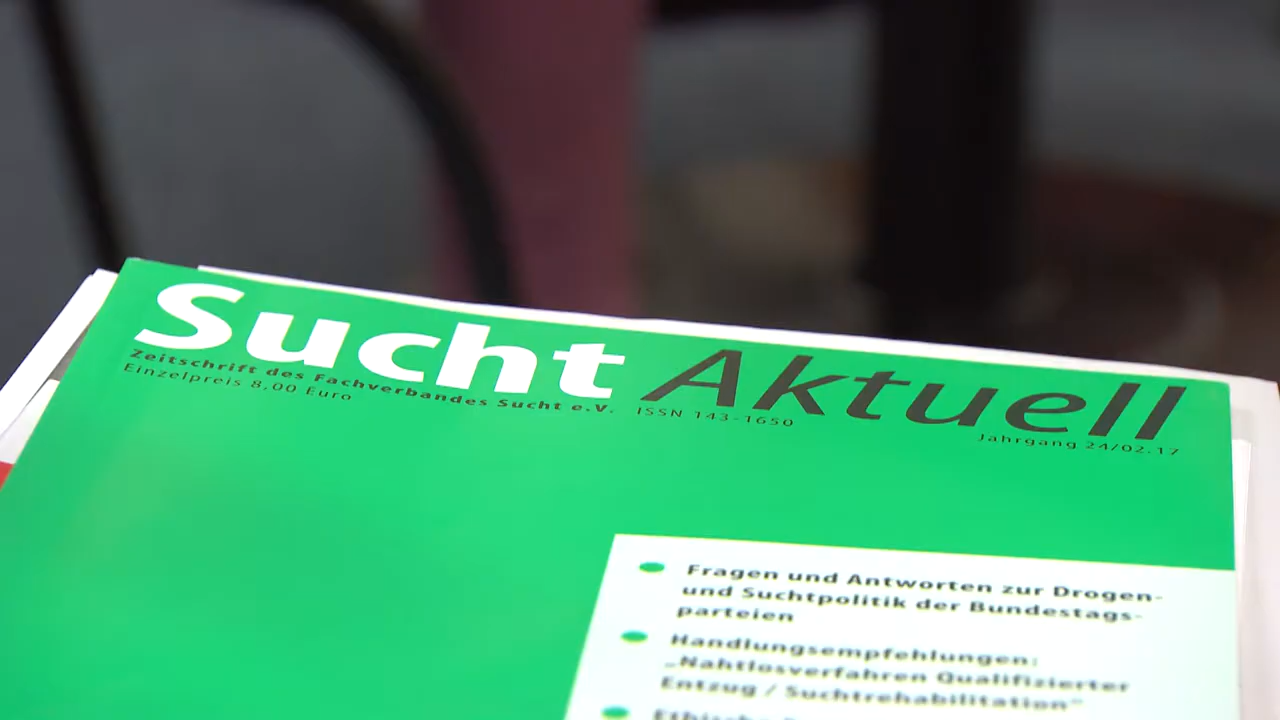 Sucht Aktuell
Zeitschrift des Fachverbandes Sucht e.V. ISSN 143-1650
Einzelpreis 8,00 Euro
Jahrgang 24/02.17
Fragen und Antworten zur Drogen-
und Suchtpolitik der Bundestags-
parteien
Handlungsempfehlungen:
„Nahtlosverfahren Qualifizierter
Entzug / Suchtrehabilitation“